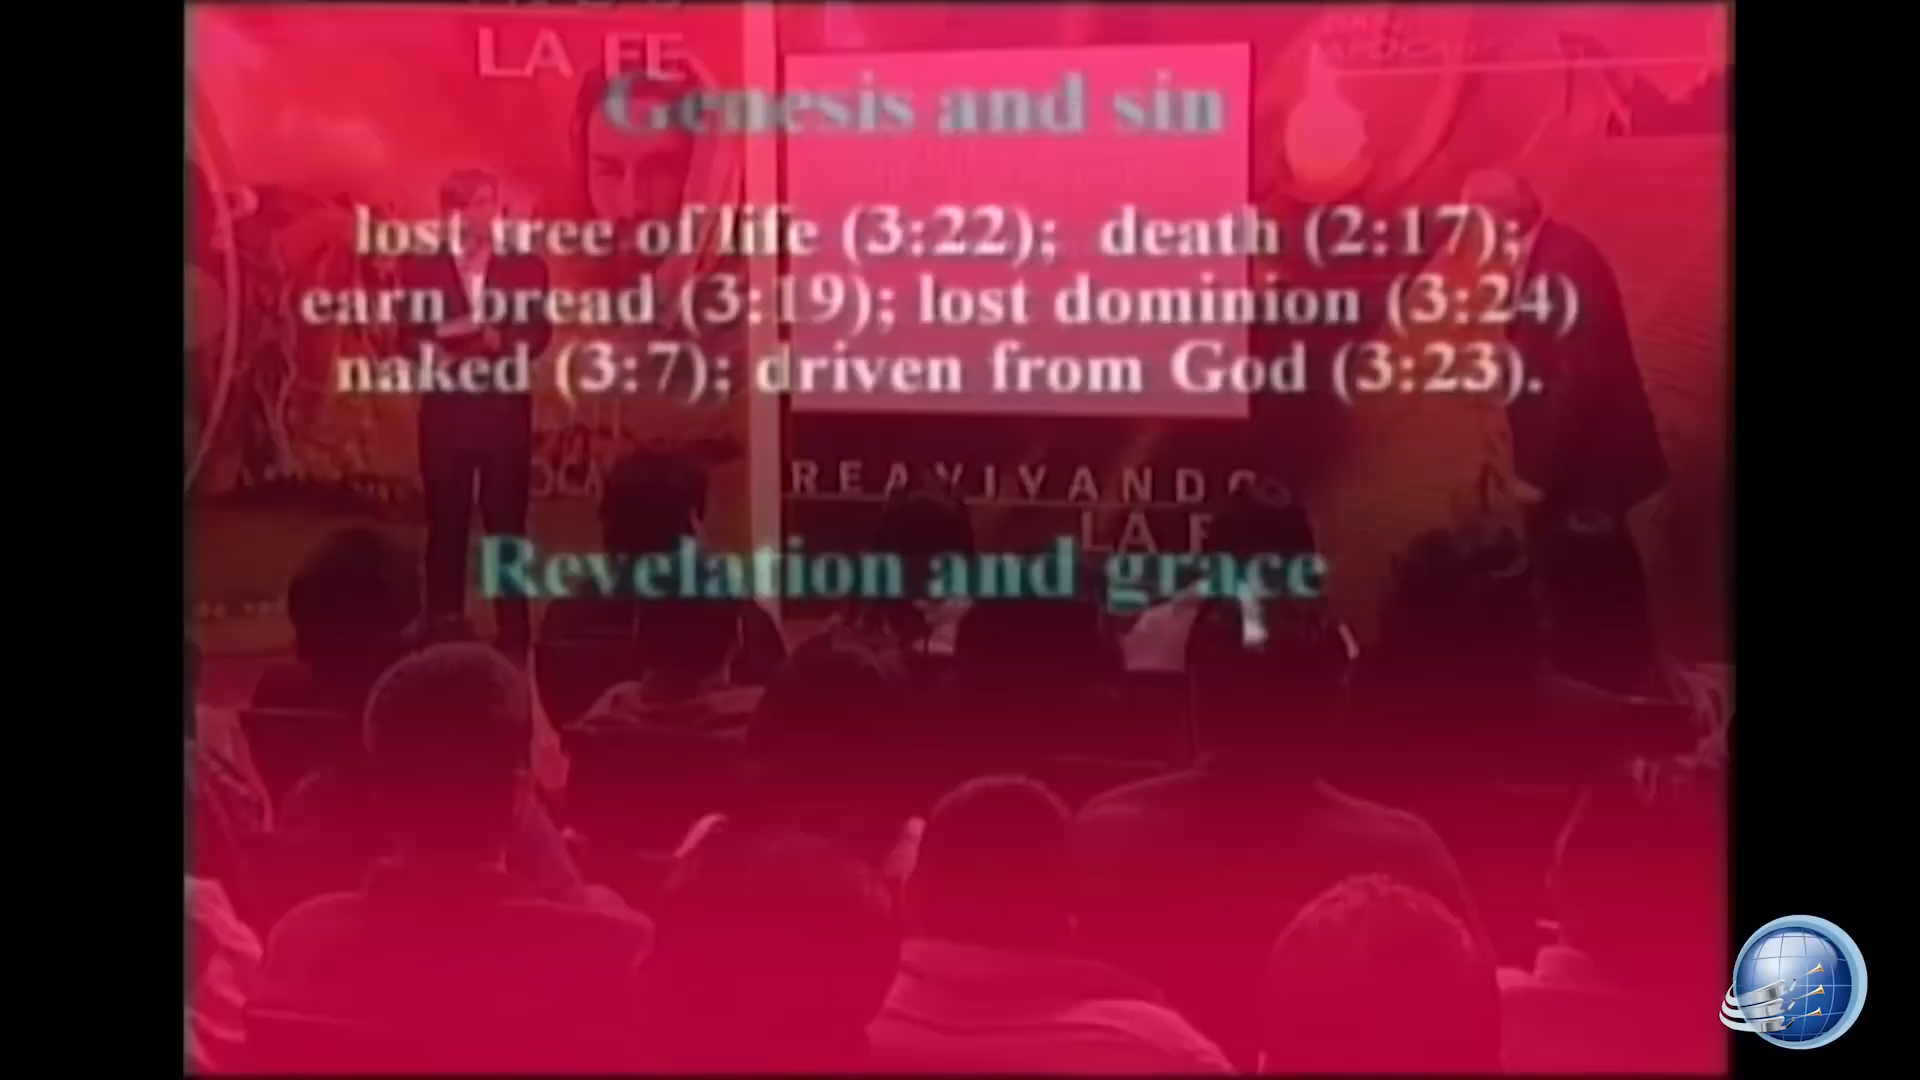 LA FE
Genesis and sin
lost tree of life (3:22); death (2:17);
earn bread (3:19); lost dominion (3:24)
naked (3:7); driven from God (3:23).
REAVIVANDO
LA F
Revelation and grace